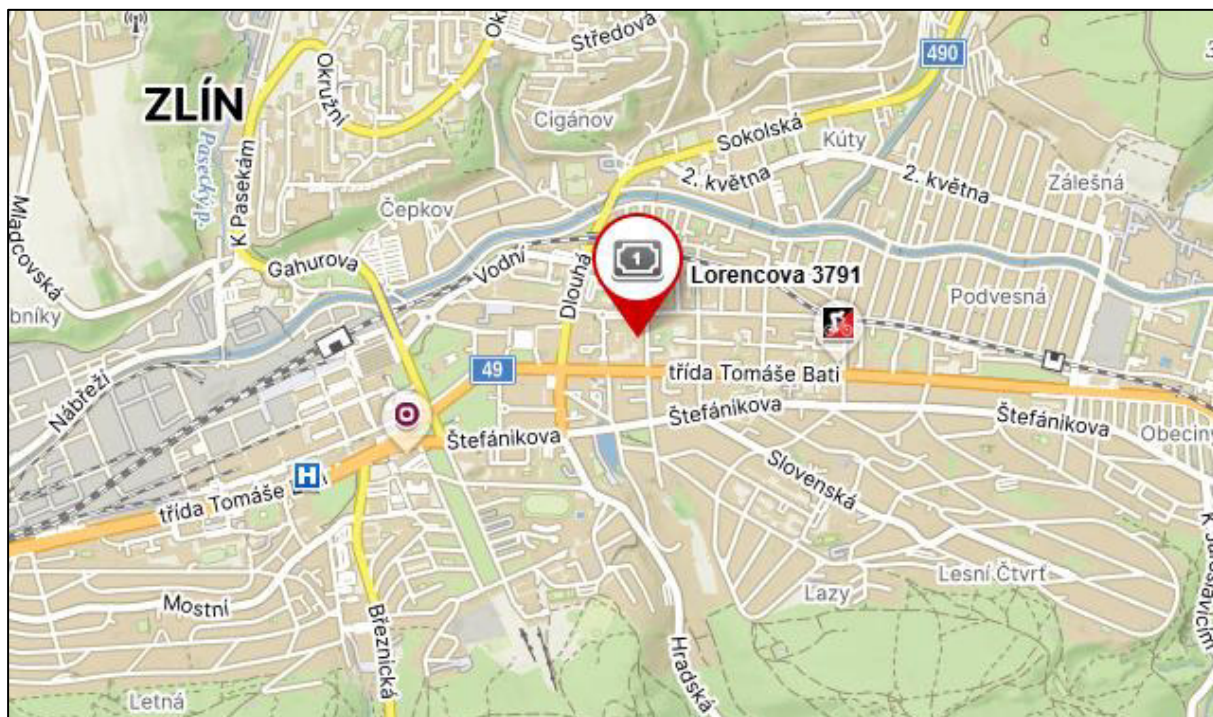 Středová
Okružní
490
ZLÍN
Cigánov
Sokolská
Kúty
2. května
2. května
Zálešná
Pasecký p.
K Pasekám
Mladcovská
Čepkov
Gahurova
Vodní
Dlouhá
1
Lorencova 3791
Podvesná
49
třída Tomáše Bati
Nábřeží
Štefánikova
Štefánikova
Štefánikova
Obeciny
H
třída Tomáše
Slovenská
Mostní
Březnická
Lazy
Lesní Čtvrť
K Jaroslavicím
Hradská
Letná